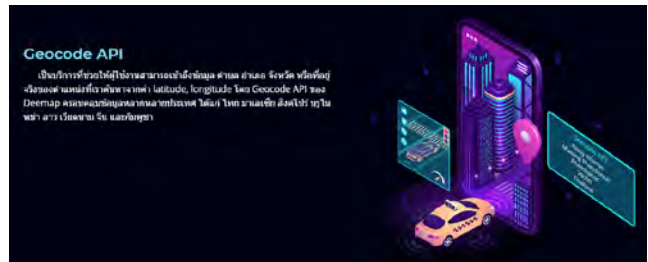 Geocode API
เป็นบริการที่ช่วยให้ผู้ใช้งานสามารถเข้าถึงข้อมูล ตำบล อำเภอ จังหวัด หรือที่อยู่
จริงของตำแหน่งที่เราค้นหาจากค่า latitude, longitude โดย Geocode API ของ
Deemap ครอบคลุมข้อมูลหลากหลายประเทศ ได้แก่ ไทย มาเลเซีย สิงคโปร์ บรูไน
พม่า ลาว เวียดนาม จีน และกัมพูชา
Geocode API